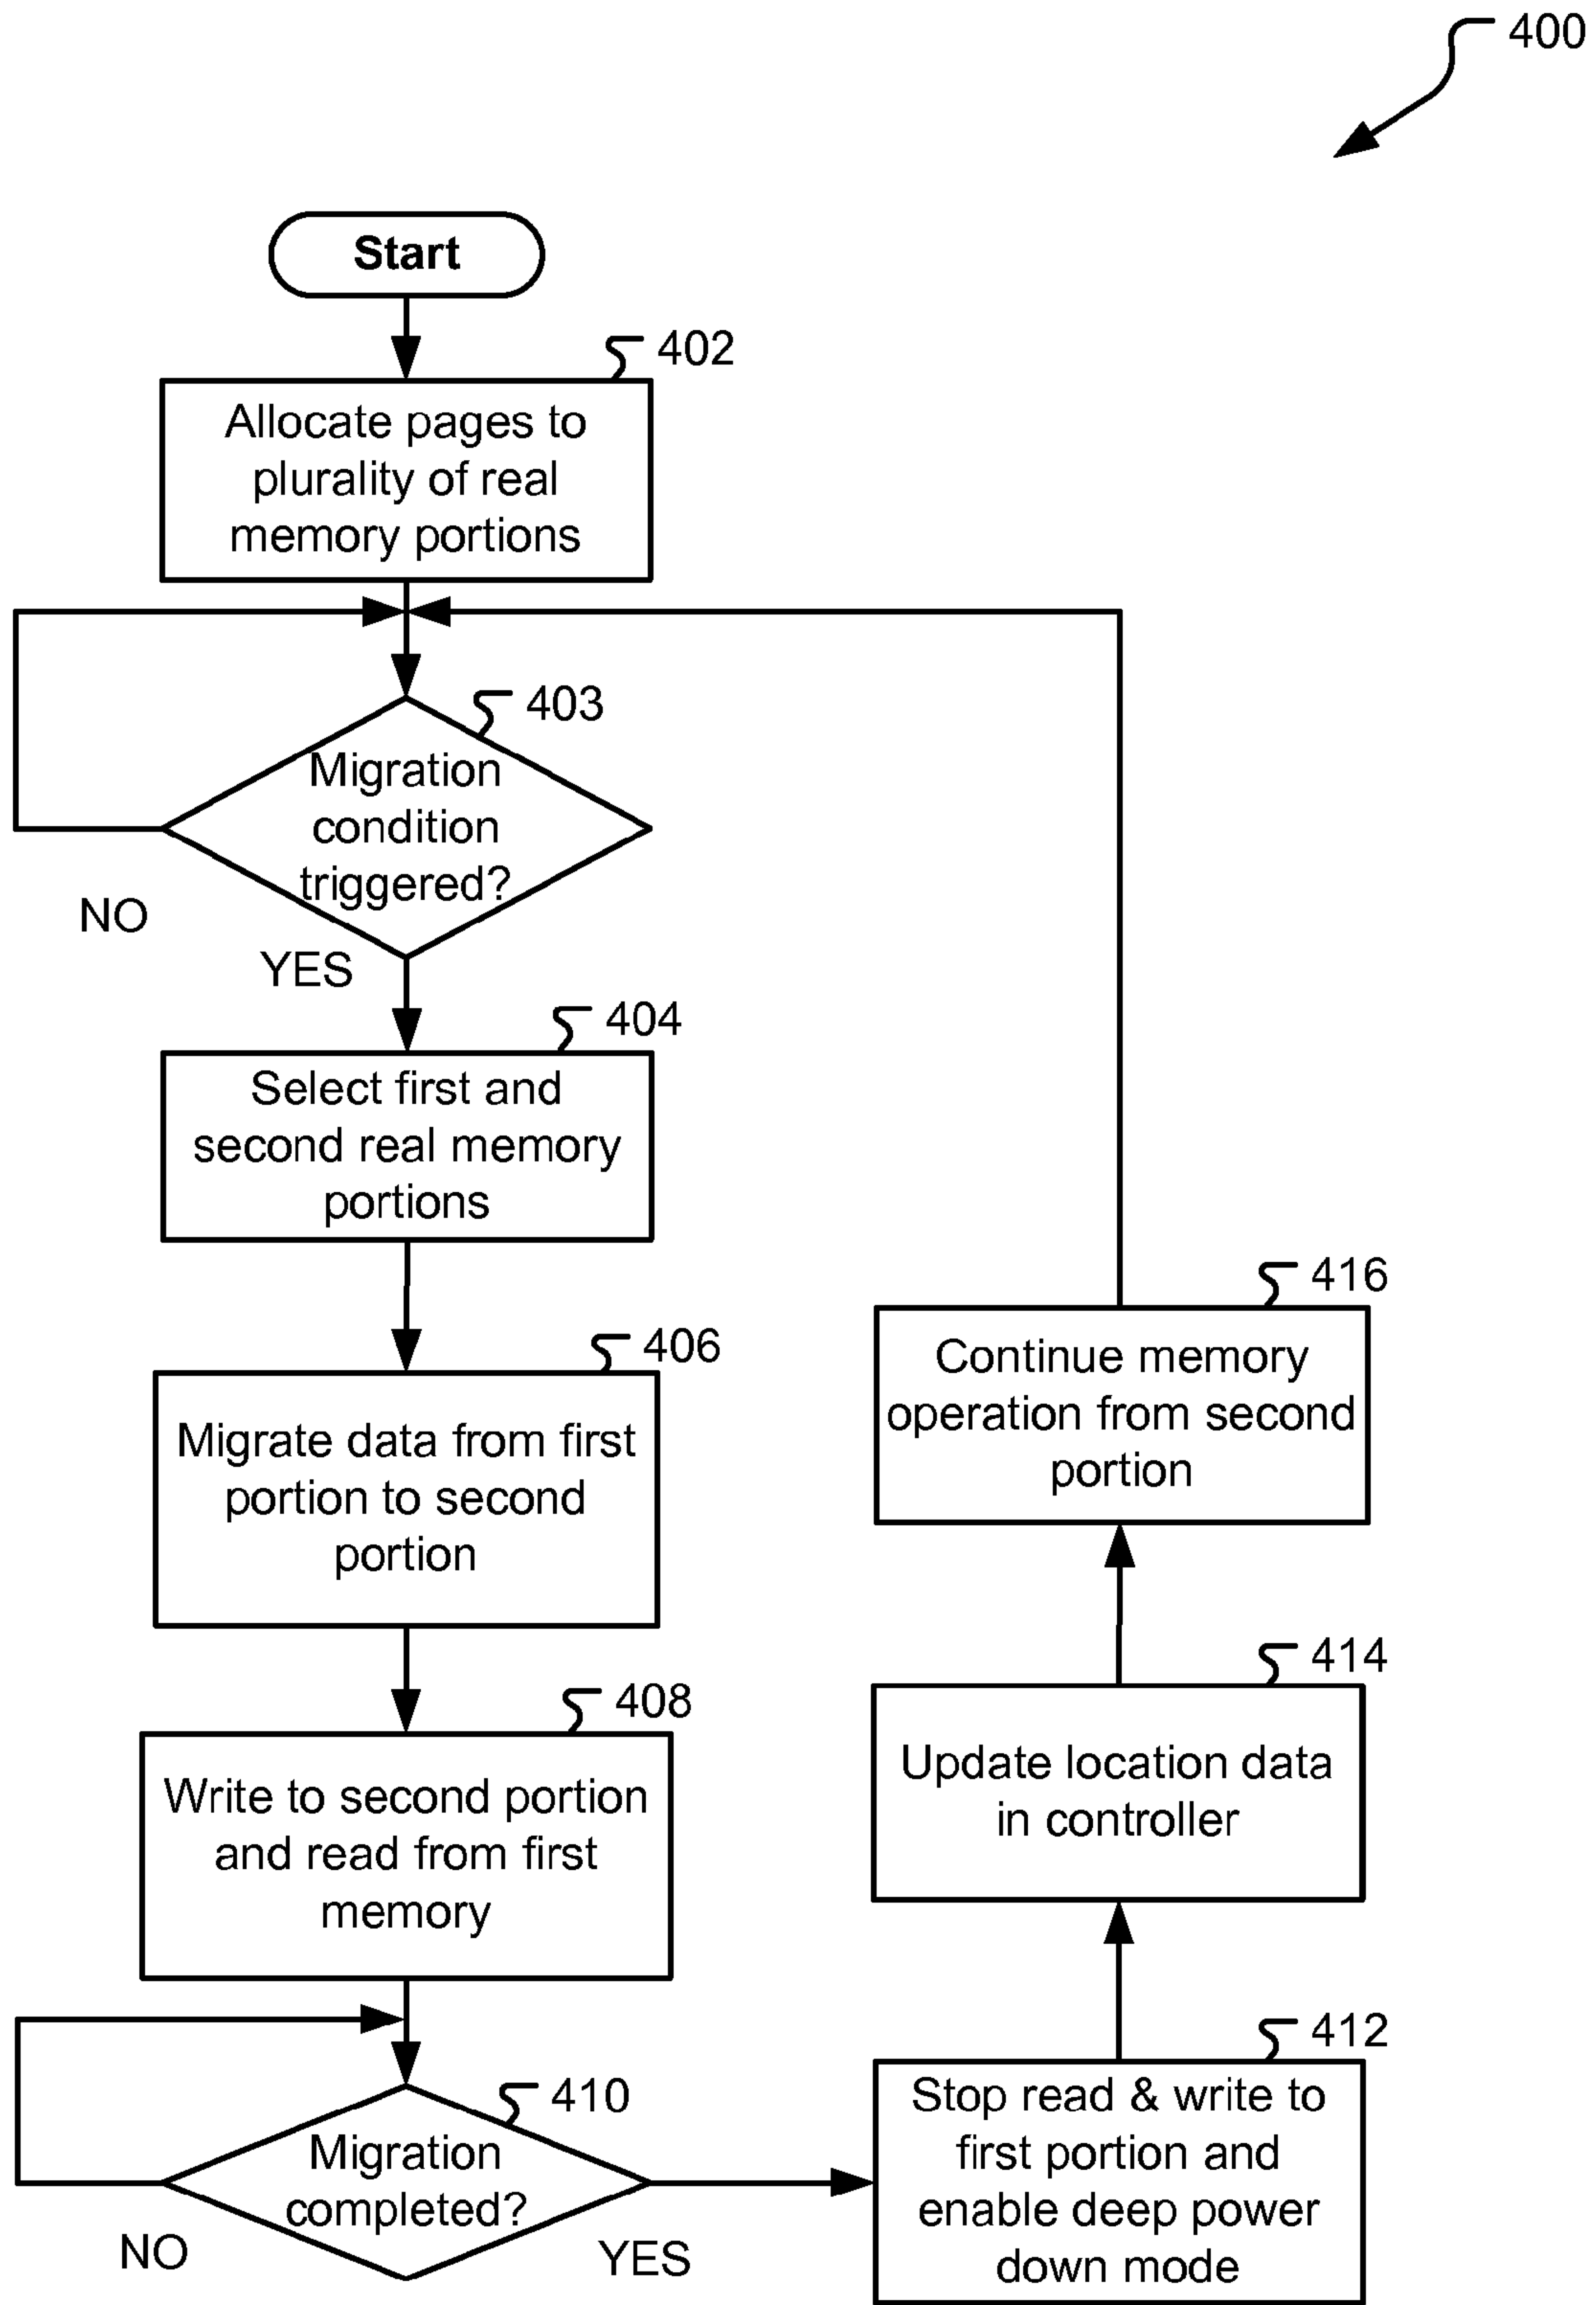 400
Start
402
Allocate pages to
plurality of real
memory portions
403
Migration
condition
triggered?
NO
YES
404
Select first and
second real memory
portions
406
Migrate data from first
portion to second
portion
408
Write to second portion
and read from first
memory
410
Migration
completed?
NO
YES
412
Stop read & write to
first portion and
enable deep power
down mode
414
Update location data
in controller
416
Continue memory
operation from second
portion